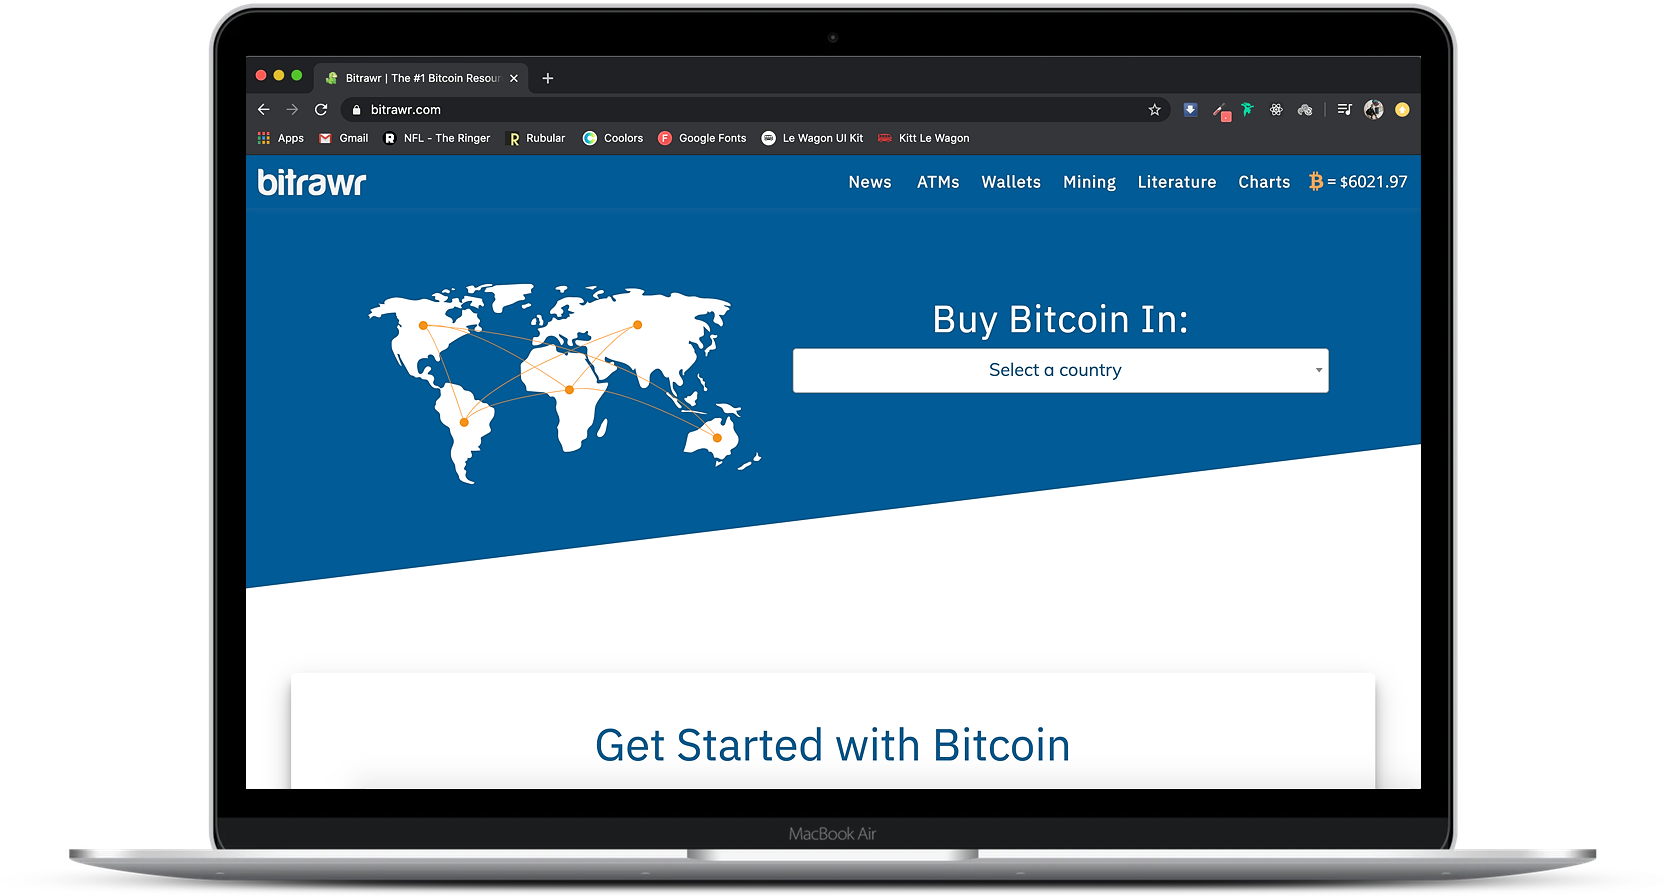 Bitrawr | The #1 Bitcoin Resour
bitrawr.com
Apps Gmail NFL - The Ringer Rubular Coolors Google Fonts Le Wagon UI Kit Kitt Le Wagon
bitrawr News ATMs Wallets Mining Literature Charts ₿ = $6021.97
Buy Bitcoin In:
Select a country
Get Started with Bitcoin
MacBook Air